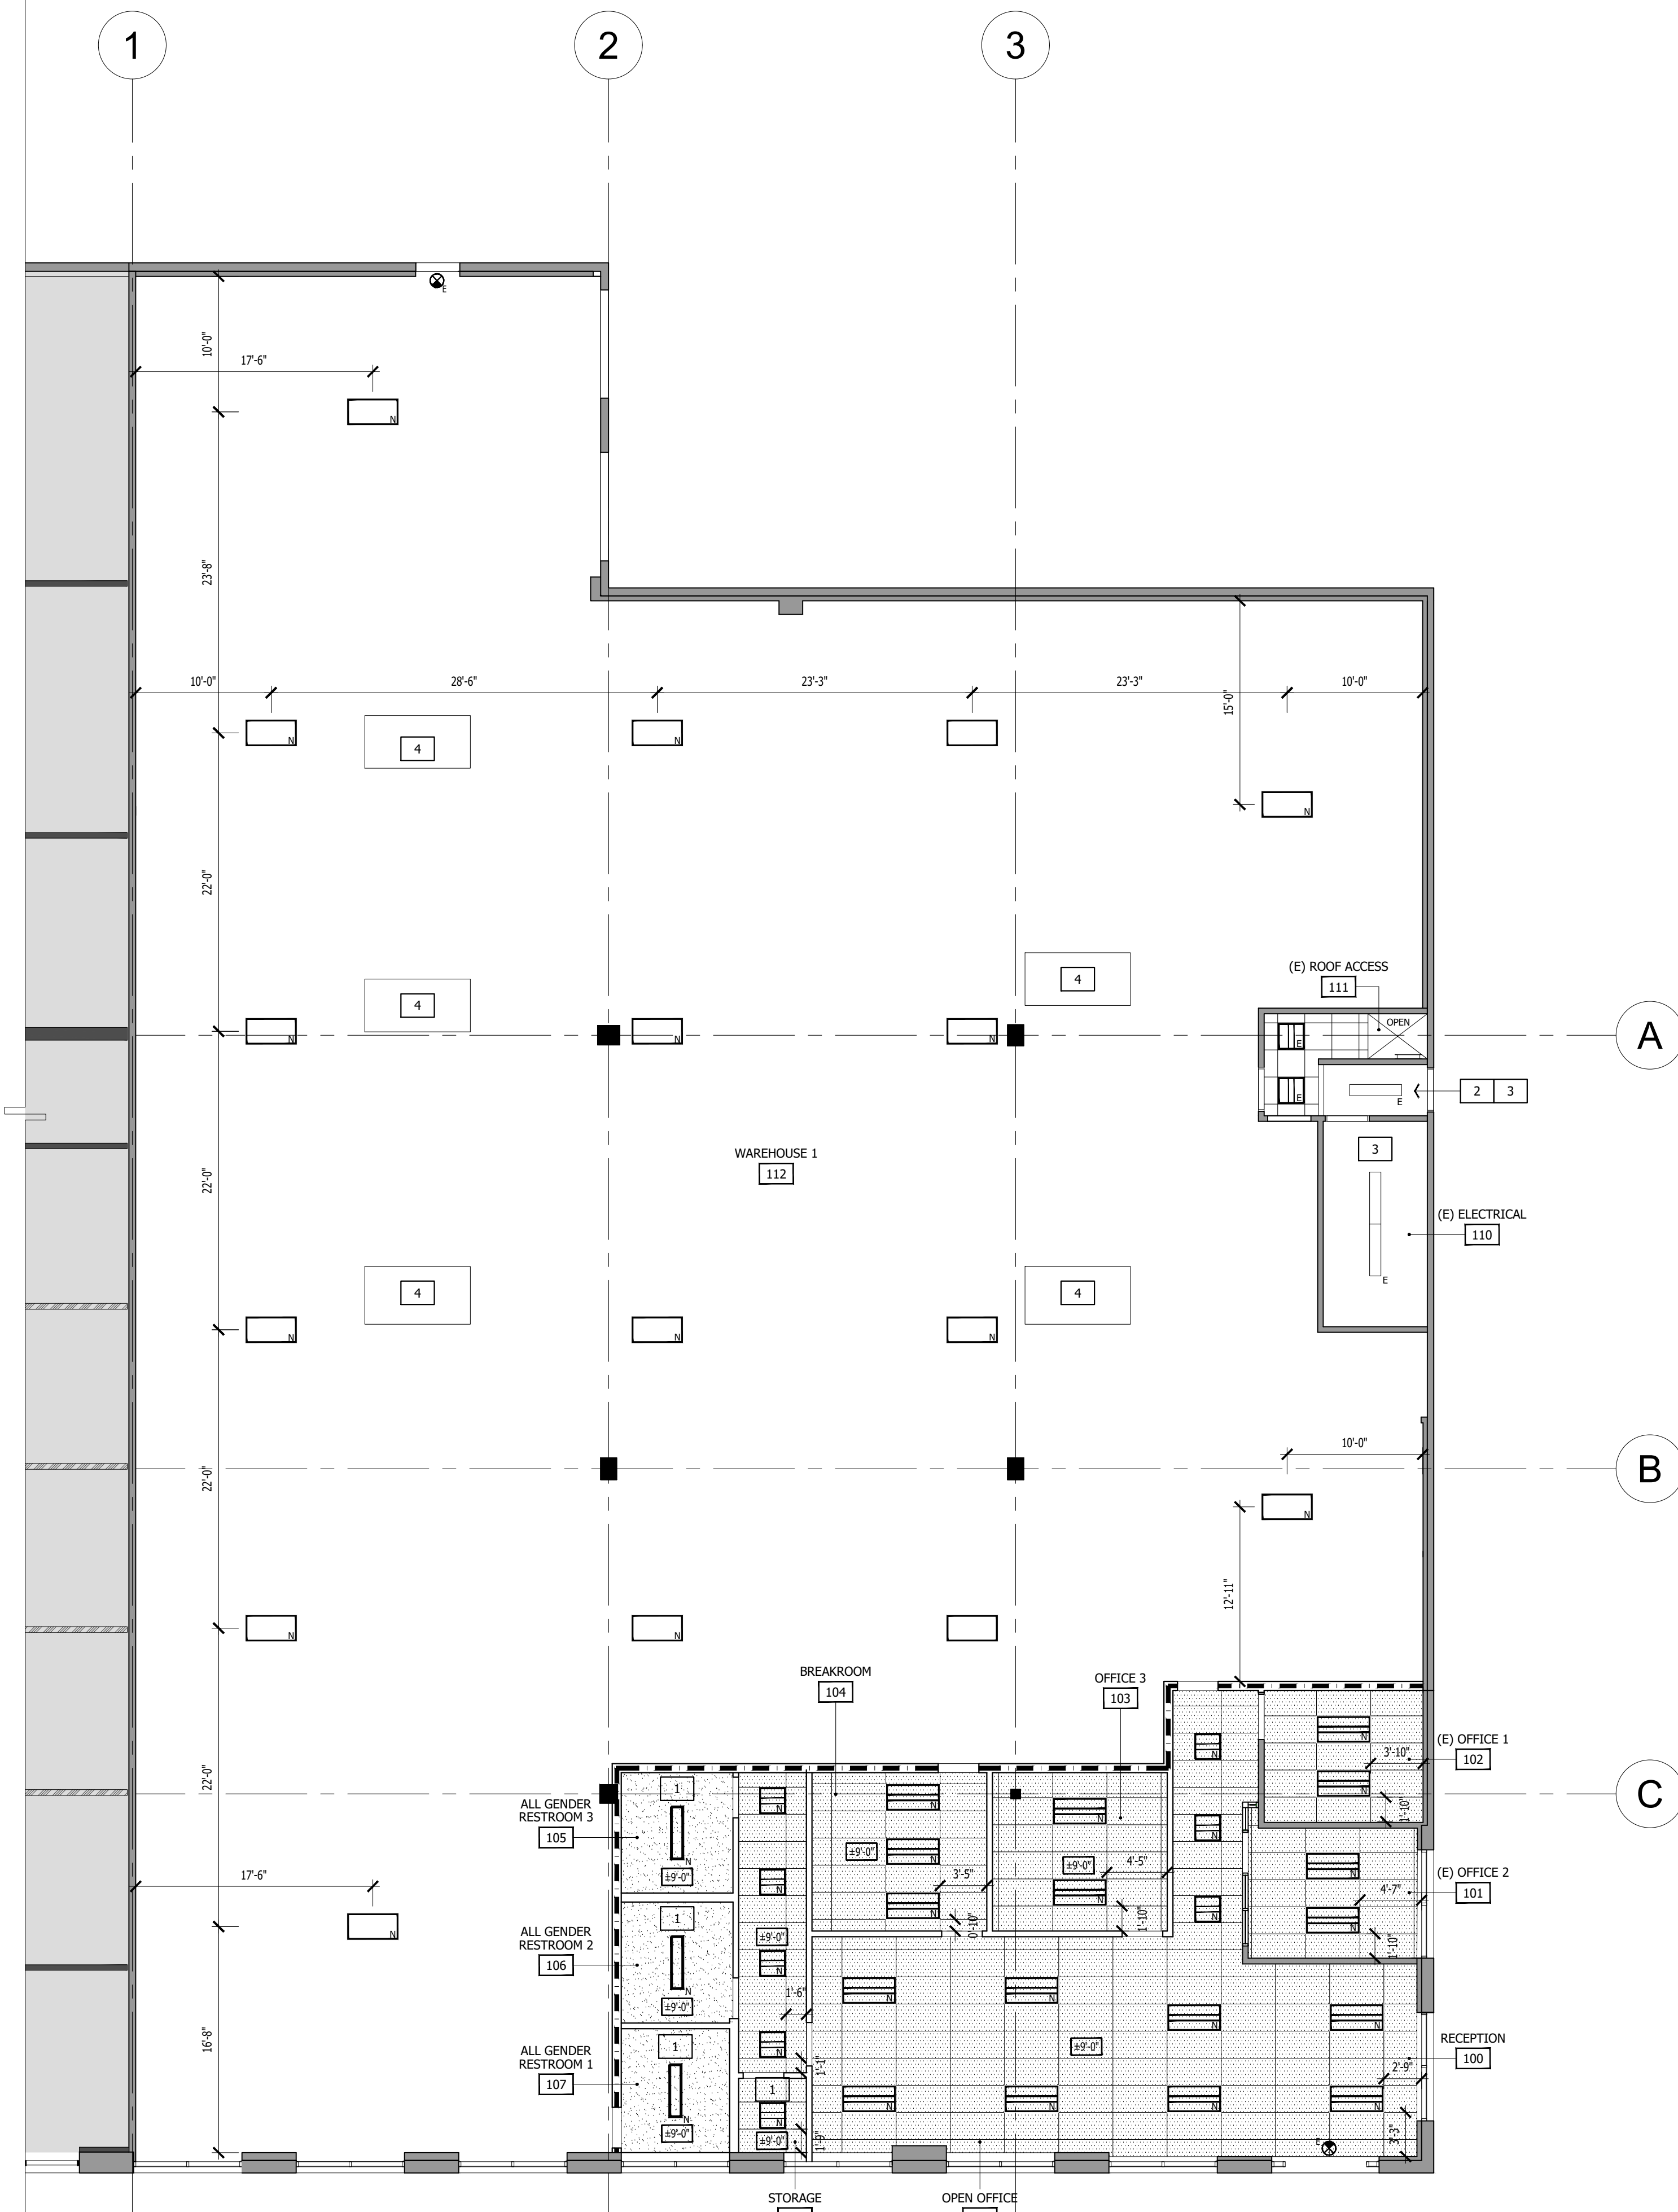 1
2
3
E
10'-0"
17'-6"
N
23'-8"
10'-0"
28'-6"
23'-3"
23'-3"
10'-0"
15'-0"
N
N
4
N
22'-0"
(E) ROOF ACCESS
111
4
4
OPEN
N
N
N
E
A
E
E
2
3
WAREHOUSE 1
112
3
22'-0"
(E) ELECTRICAL
110
E
4
4
N
N
N
10'-0"
B
22'-0"
N
12'-11"
N
N
BREAKROOM
104
OFFICE 3
103
22'-0"
(E) OFFICE 1
102
3'-10"
1'-10"
N
N
N
ALL GENDER
RESTROOM 3
105
1
N
±9'-0"
N
N
N
N
±9'-0"
3'-5"
0'-10"
N
N
±9'-0"
4'-5"
1'-10"
N
N
C
17'-6"
N
N
N
4'-7"
1'-10"
(E) OFFICE 2
101
ALL GENDER
RESTROOM 2
106
1
N
±9'-0"
±9'-0"
N
1'-6"
N
N
N
N
16'-8"
ALL GENDER
RESTROOM 1
107
1
N
±9'-0"
N
1'-1"
1
N
±9'-0"
1'-9"
±9'-0"
RECEPTION
100
2'-9"
3'-3"
N
N
N
N
E
STORAGE
OPEN OFFICE